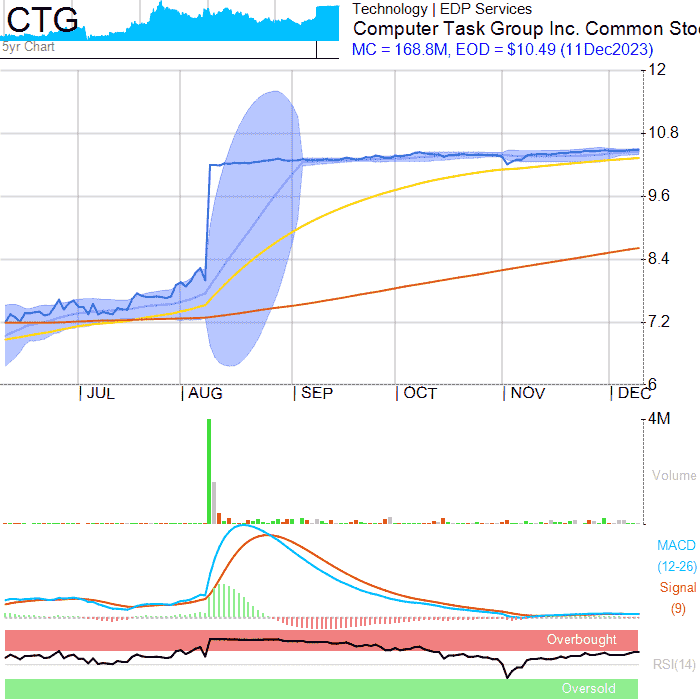 CTG
5yr Chart
Technology | EDP Services
Computer Task Group Inc. Common Stoc
MC = 168.8M, EOD = $10.49 (11Dec2023)
12
10.8
9.6
8.4
7.2
6
JUL AUG SEP OCT NOV DEC
4M
Volume
MACD
(12-26)
Signal
(9)
Overbought
RSI(14)
Oversold